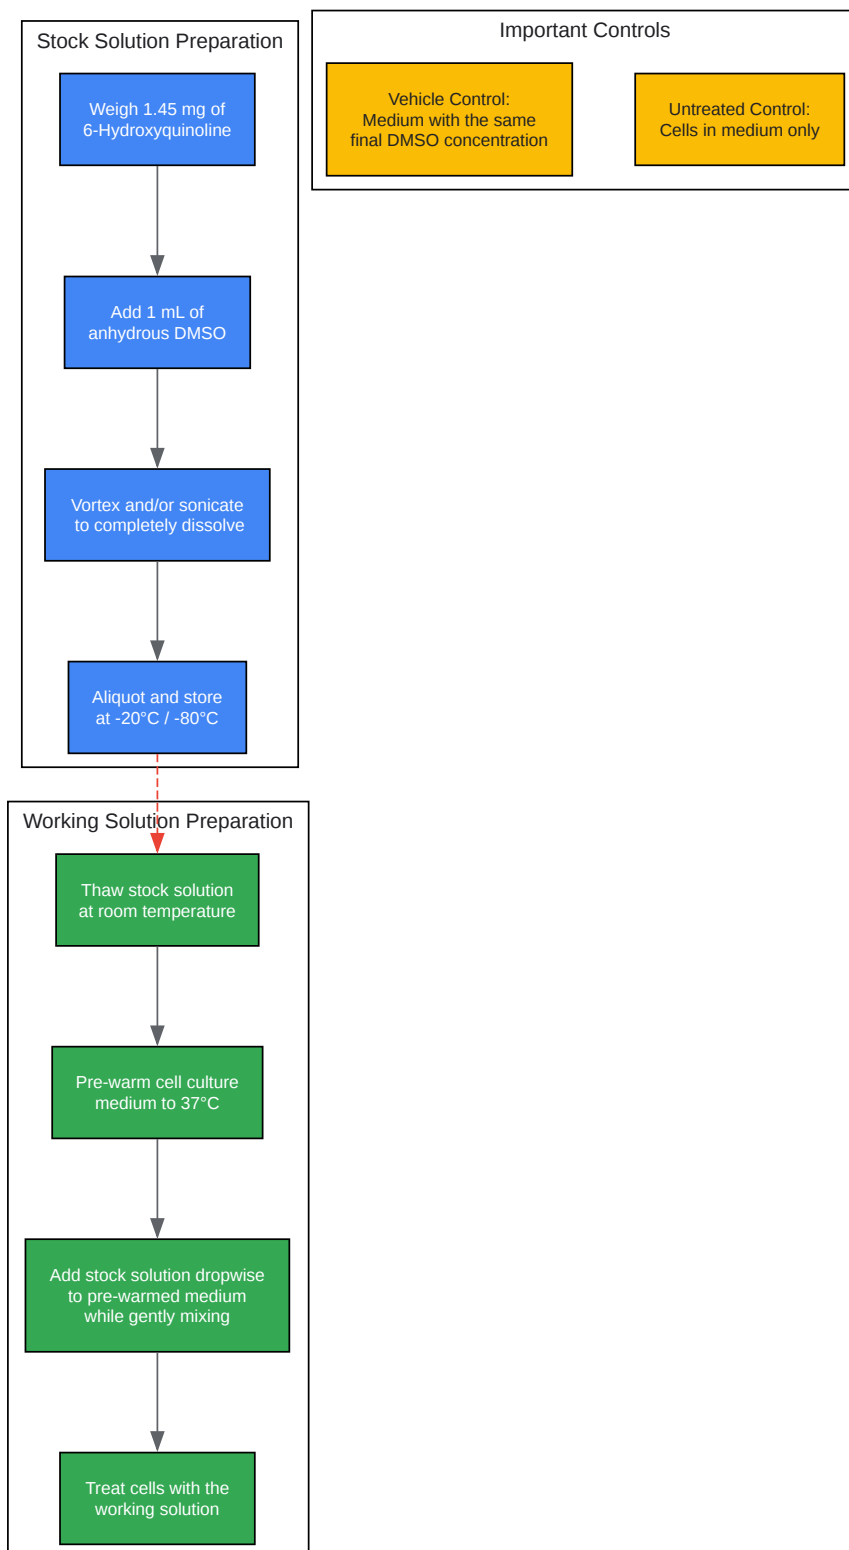 Stock Solution Preparation
Weigh 1.45 mg of
6-Hydroxyquinoline
Add 1 mL of
anhydrous DMSO
Vortex and/or sonicate
to completely dissolve
Aliquot and store
at -20°C / -80°C
Working Solution Preparation
Thaw stock solution
at room temperature
Pre-warm cell culture
medium to 37°C
Add stock solution dropwise
to pre-warmed medium
while gently mixing
Treat cells with the
working solution
Important Controls
Vehicle Control:
Medium with the same
final DMSO concentration
Untreated Control:
Cells in medium only